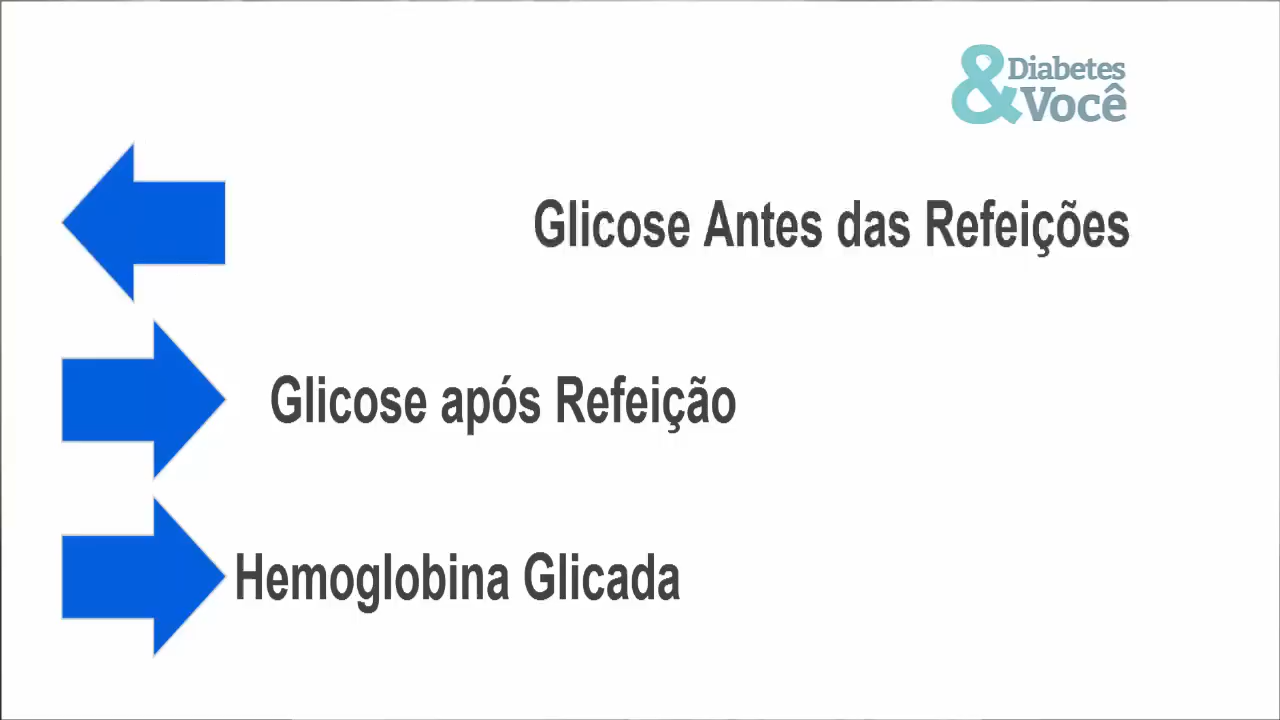 & Diabetes
Você
Glicose Antes das Refeições
Glicose após Refeição
Hemoglobina Glicada